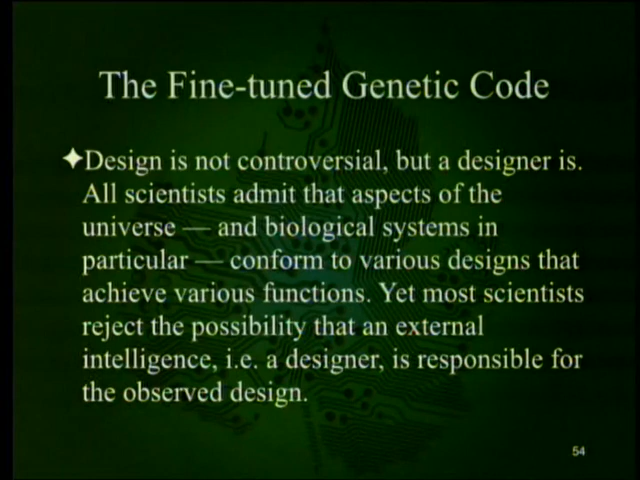 The Fine-tuned Genetic Code
✦Design is not controversial, but a designer is.
All scientists admit that aspects of the
universe — and biological systems in
particular — conform to various designs that
achieve various functions. Yet most scientists
reject the possibility that an external
intelligence, i.e. a designer, is responsible for
the observed design.
54